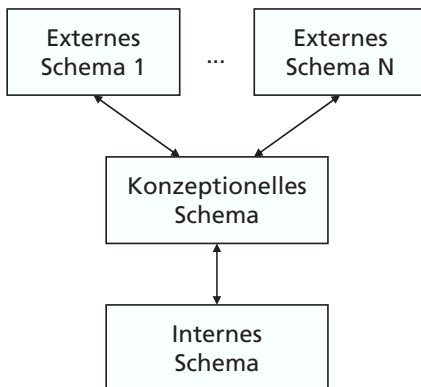 Externes
Schema 1
...
Externes
Schema N
Konzeptionelles
Schema
Internes
Schema